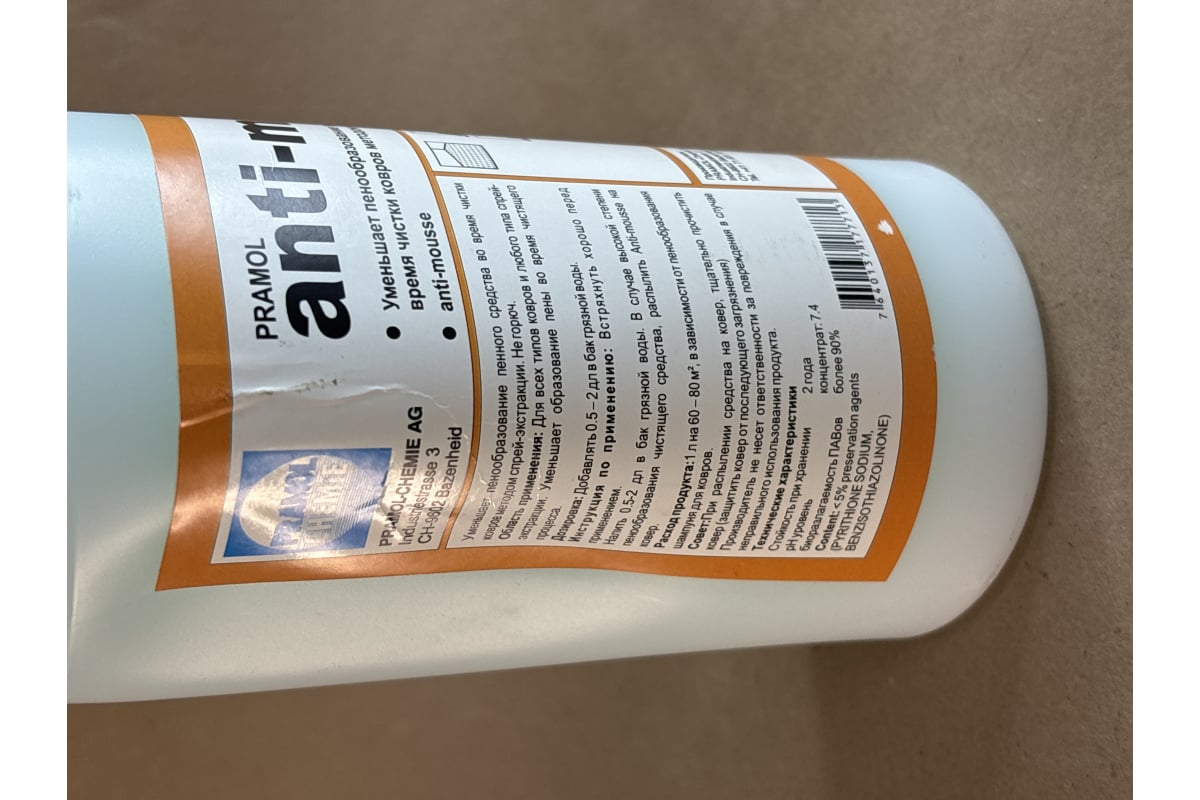 PRAMOL
CHEMIE
PRAMOL
anti-m
PRAMOL-CHEMIE AG
Industriestrasse 3
CH-9602 Bazenheid
● Уменьшает пенообразован
время чистки ковров мето
● anti-mousse
Уменьшает пенообразование пенного средства во время чистки
ковров методом спрей-экстракции. Не горюч.
Область применения: Для всех типов ковров и любого типа спрей-
экстракции. Уменьшает образование пены во время чистящего
процесса.
Дозировка: Добавлять 0.5 – 2 дл в бак грязной воды.
Инструкция по применению: Встряхнуть хорошо перед
применением.
Налить 0.5-2 дл в бак грязной воды. В случае высокой степени
пенообразования чистящего средства, распылить Anti-mousse на
ковер.
Расход продукта: 1 л на 60 – 80 м², в зависимости от пенообразования
шампуня для ковров.
Совет: При распылении средства на ковер, тщательно прочистить
ковер (защитить ковер от последующего загрязнения)
Производитель не несет ответственности за повреждения в случае
неправильного использования продукта.
Технические характеристики
Стойкость при хранении 2 года
pH уровень концентрат: 7.4
биоразлагаемость ПАВов более 90%
Content: < 5% preservation agents
(PYRITHIONE SODIUM,
BENZISOTHIAZOLINONE)
7640137177713